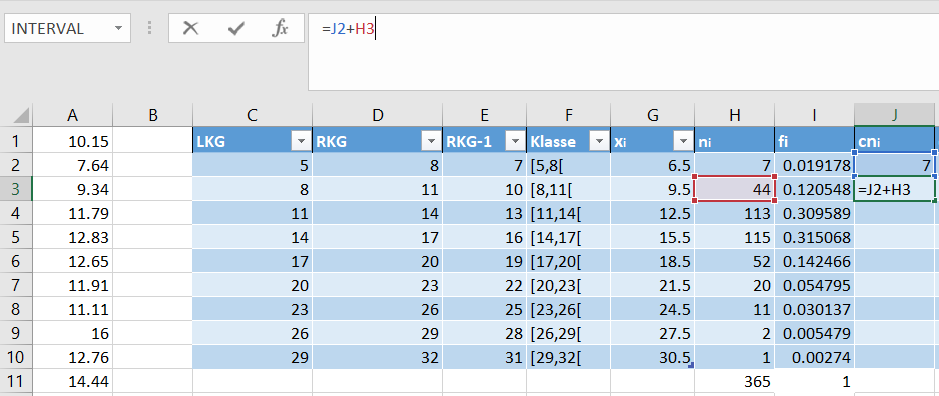 INTERVAL fx =J2+H3
A B C D E F G H I J
1 10.15 LKG RKG RKG-1 Klasse xi ni fi cni
2 7.64 5 8 7 [5,8[ 6.5 7 0.019178 7
3 9.34 8 11 10 [8,11[ 9.5 44 0.120548 =J2+H3
4 11.79 11 14 13 [11,14[ 12.5 113 0.309589
5 12.83 14 17 16 [14,17[ 15.5 115 0.315068
6 12.65 17 20 19 [17,20[ 18.5 52 0.142466
7 11.91 20 23 22 [20,23[ 21.5 20 0.054795
8 11.11 23 26 25 [23,26[ 24.5 11 0.030137
9 16 26 29 28 [26,29[ 27.5 2 0.005479
10 12.76 29 32 31 [29,32[ 30.5 1 0.00274
11 14.44 365 1